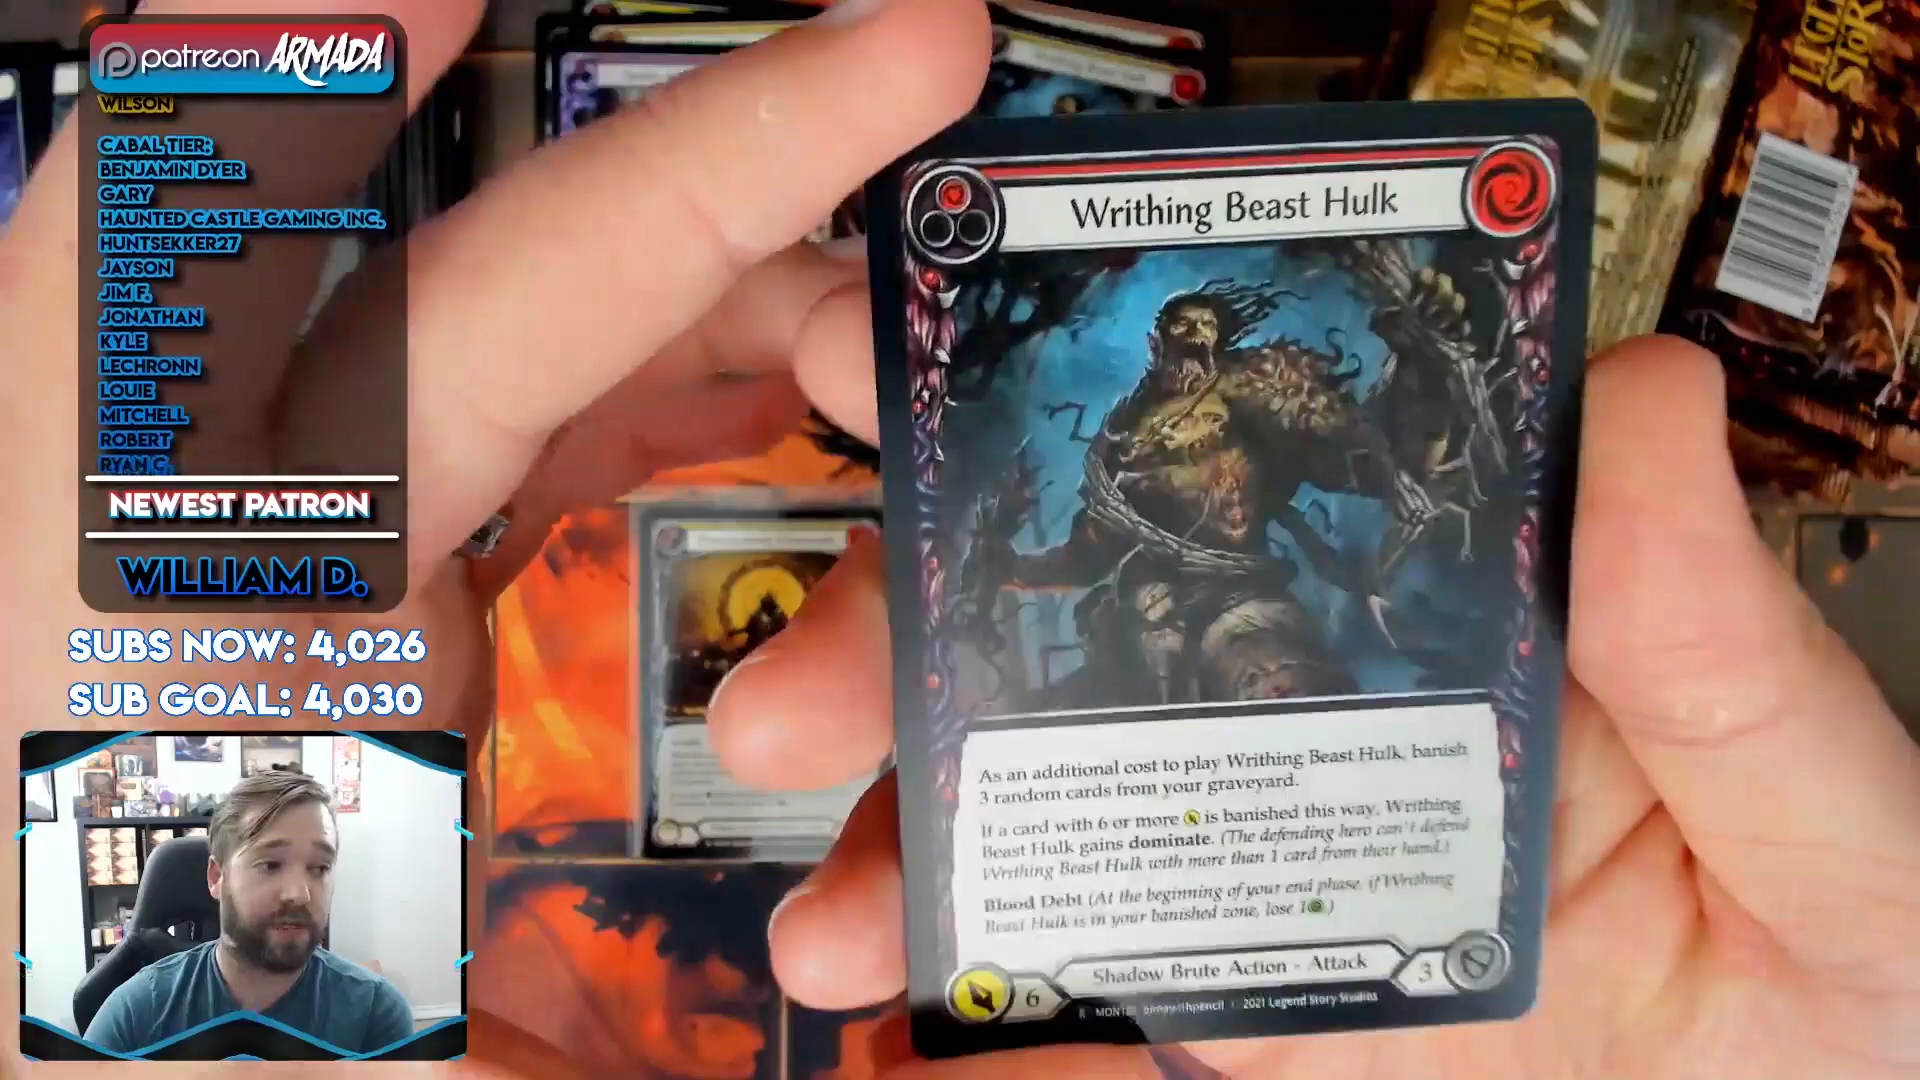 patreon ARMADA
WILSON
CABAL TIER:
BENJAMIN DYER
GARY
HAUNTED CASTLE GAMING INC.
HUNTSEKKER27
JAYSON
JIM F.
JONATHAN
KYLE
LECHRONN
LOUIE
MITCHELL
ROBERT
RYAN C.
NEWEST PATRON
WILLIAM D.
SUBS NOW: 4,026
SUB GOAL: 4,030
2
Writhing Beast Hulk
As an additional cost to play Writhing Beast Hulk, banish
3 random cards from your graveyard.
If a card with 6 or more is banished this way, Writhing
Beast Hulk gains dominate. (The defending hero can't defend
Writhing Beast Hulk with more than 1 card from their hand.)
Blood Debt (At the beginning of your end phase, if Writhing
Beast Hulk is in your banished zone, lose 1.)
6
Shadow Brute Action - Attack
3
2021 Legend Story Studios